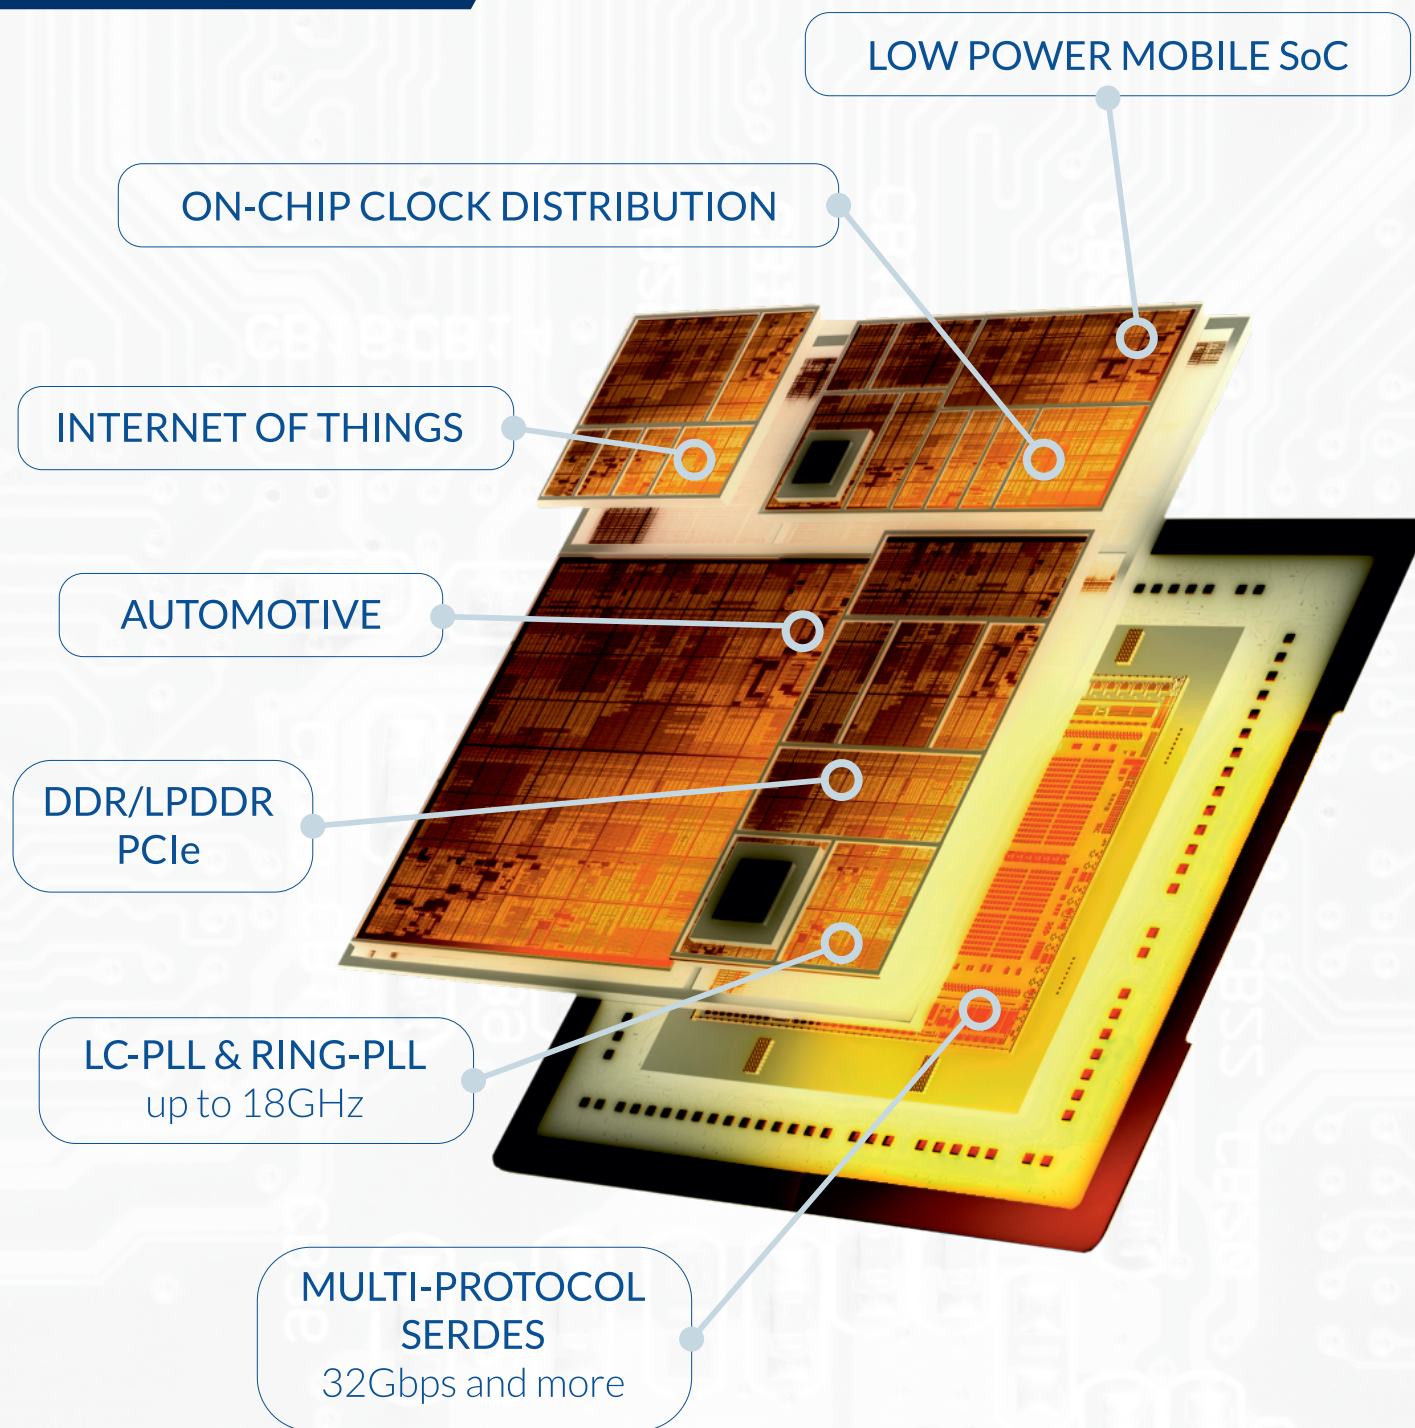 LOW POWER MOBILE SoC
ON-CHIP CLOCK DISTRIBUTION
INTERNET OF THINGS
AUTOMOTIVE
DDR/LPDDR
PCIe
LC-PLL & RING-PLL
up to 18GHz
MULTI-PROTOCOL
SERDES
32Gbps and more